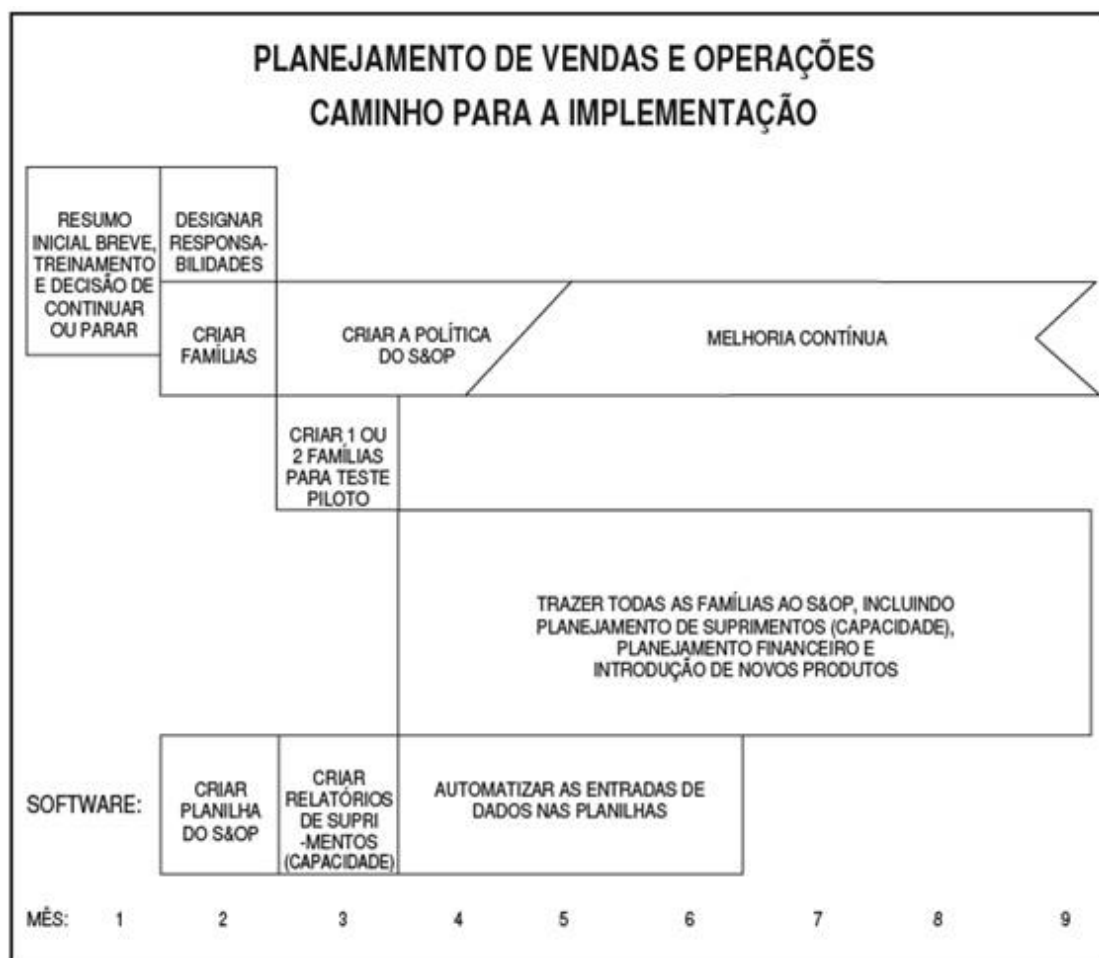 PLANEJAMENTO DE VENDAS E OPERAÇÕES
CAMINHO PARA A IMPLEMENTAÇÃO
RESUMO
INICIAL BREVE,
TREINAMENTO
E DECISÃO DE
CONTINUAR
OU PARAR
DESIGNAR
RESPONSA-
BILIDADES
CRIAR
FAMÍLIAS
CRIAR A POLÍTICA
DO S&OP
MELHORIA CONTÍNUA
CRIAR 1 OU
2 FAMÍLIAS
PARA TESTE
PILOTO
TRAZER TODAS AS FAMÍLIAS AO S&OP, INCLUINDO
PLANEJAMENTO DE SUPRIMENTOS (CAPACIDADE),
PLANEJAMENTO FINANCEIRO E
INTRODUÇÃO DE NOVOS PRODUTOS
SOFTWARE:
CRIAR
PLANILHA
DO S&OP
CRIAR
RELATÓRIOS
DE SUPRI
-MENTOS
(CAPACIDADE)
AUTOMATIZAR AS ENTRADAS DE
DADOS NAS PLANILHAS
MÊS: 1 2 3 4 5 6 7 8 9